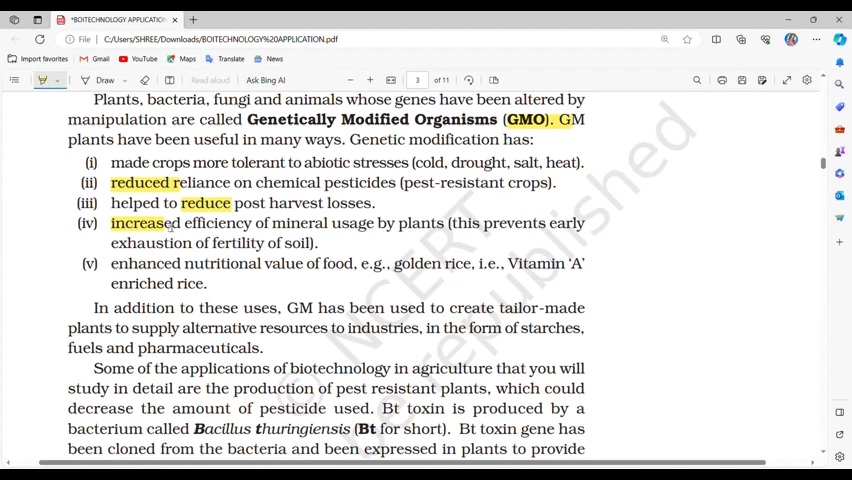 *BOITECHNOLOGY APPLICATION.
File C:/Users/SHREE/Downloads/BOITECHNOLOGY%20APPLICATION.pdf
Import favorites Gmail YouTube Maps Translate News
Draw Read aloud Ask Bing AI 3 of 11
Plants, bacteria, fungi and animals whose genes have been altered by
manipulation are called Genetically Modified Organisms (GMO). GM
plants have been useful in many ways. Genetic modification has:
(i) made crops more tolerant to abiotic stresses (cold, drought, salt, heat).
(ii) reduced reliance on chemical pesticides (pest-resistant crops).
(iii) helped to reduce post harvest losses.
(iv) increased efficiency of mineral usage by plants (this prevents early
exhaustion of fertility of soil).
(v) enhanced nutritional value of food, e.g., golden rice, i.e., Vitamin ‘A’
enriched rice.
In addition to these uses, GM has been used to create tailor-made
plants to supply alternative resources to industries, in the form of starches,
fuels and pharmaceuticals.
Some of the applications of biotechnology in agriculture that you will
study in detail are the production of pest resistant plants, which could
decrease the amount of pesticide used. Bt toxin is produced by a
bacterium called Bacillus thuringiensis (Bt for short). Bt toxin gene has
been cloned from the bacteria and been expressed in plants to provide
© NCERT
be republished